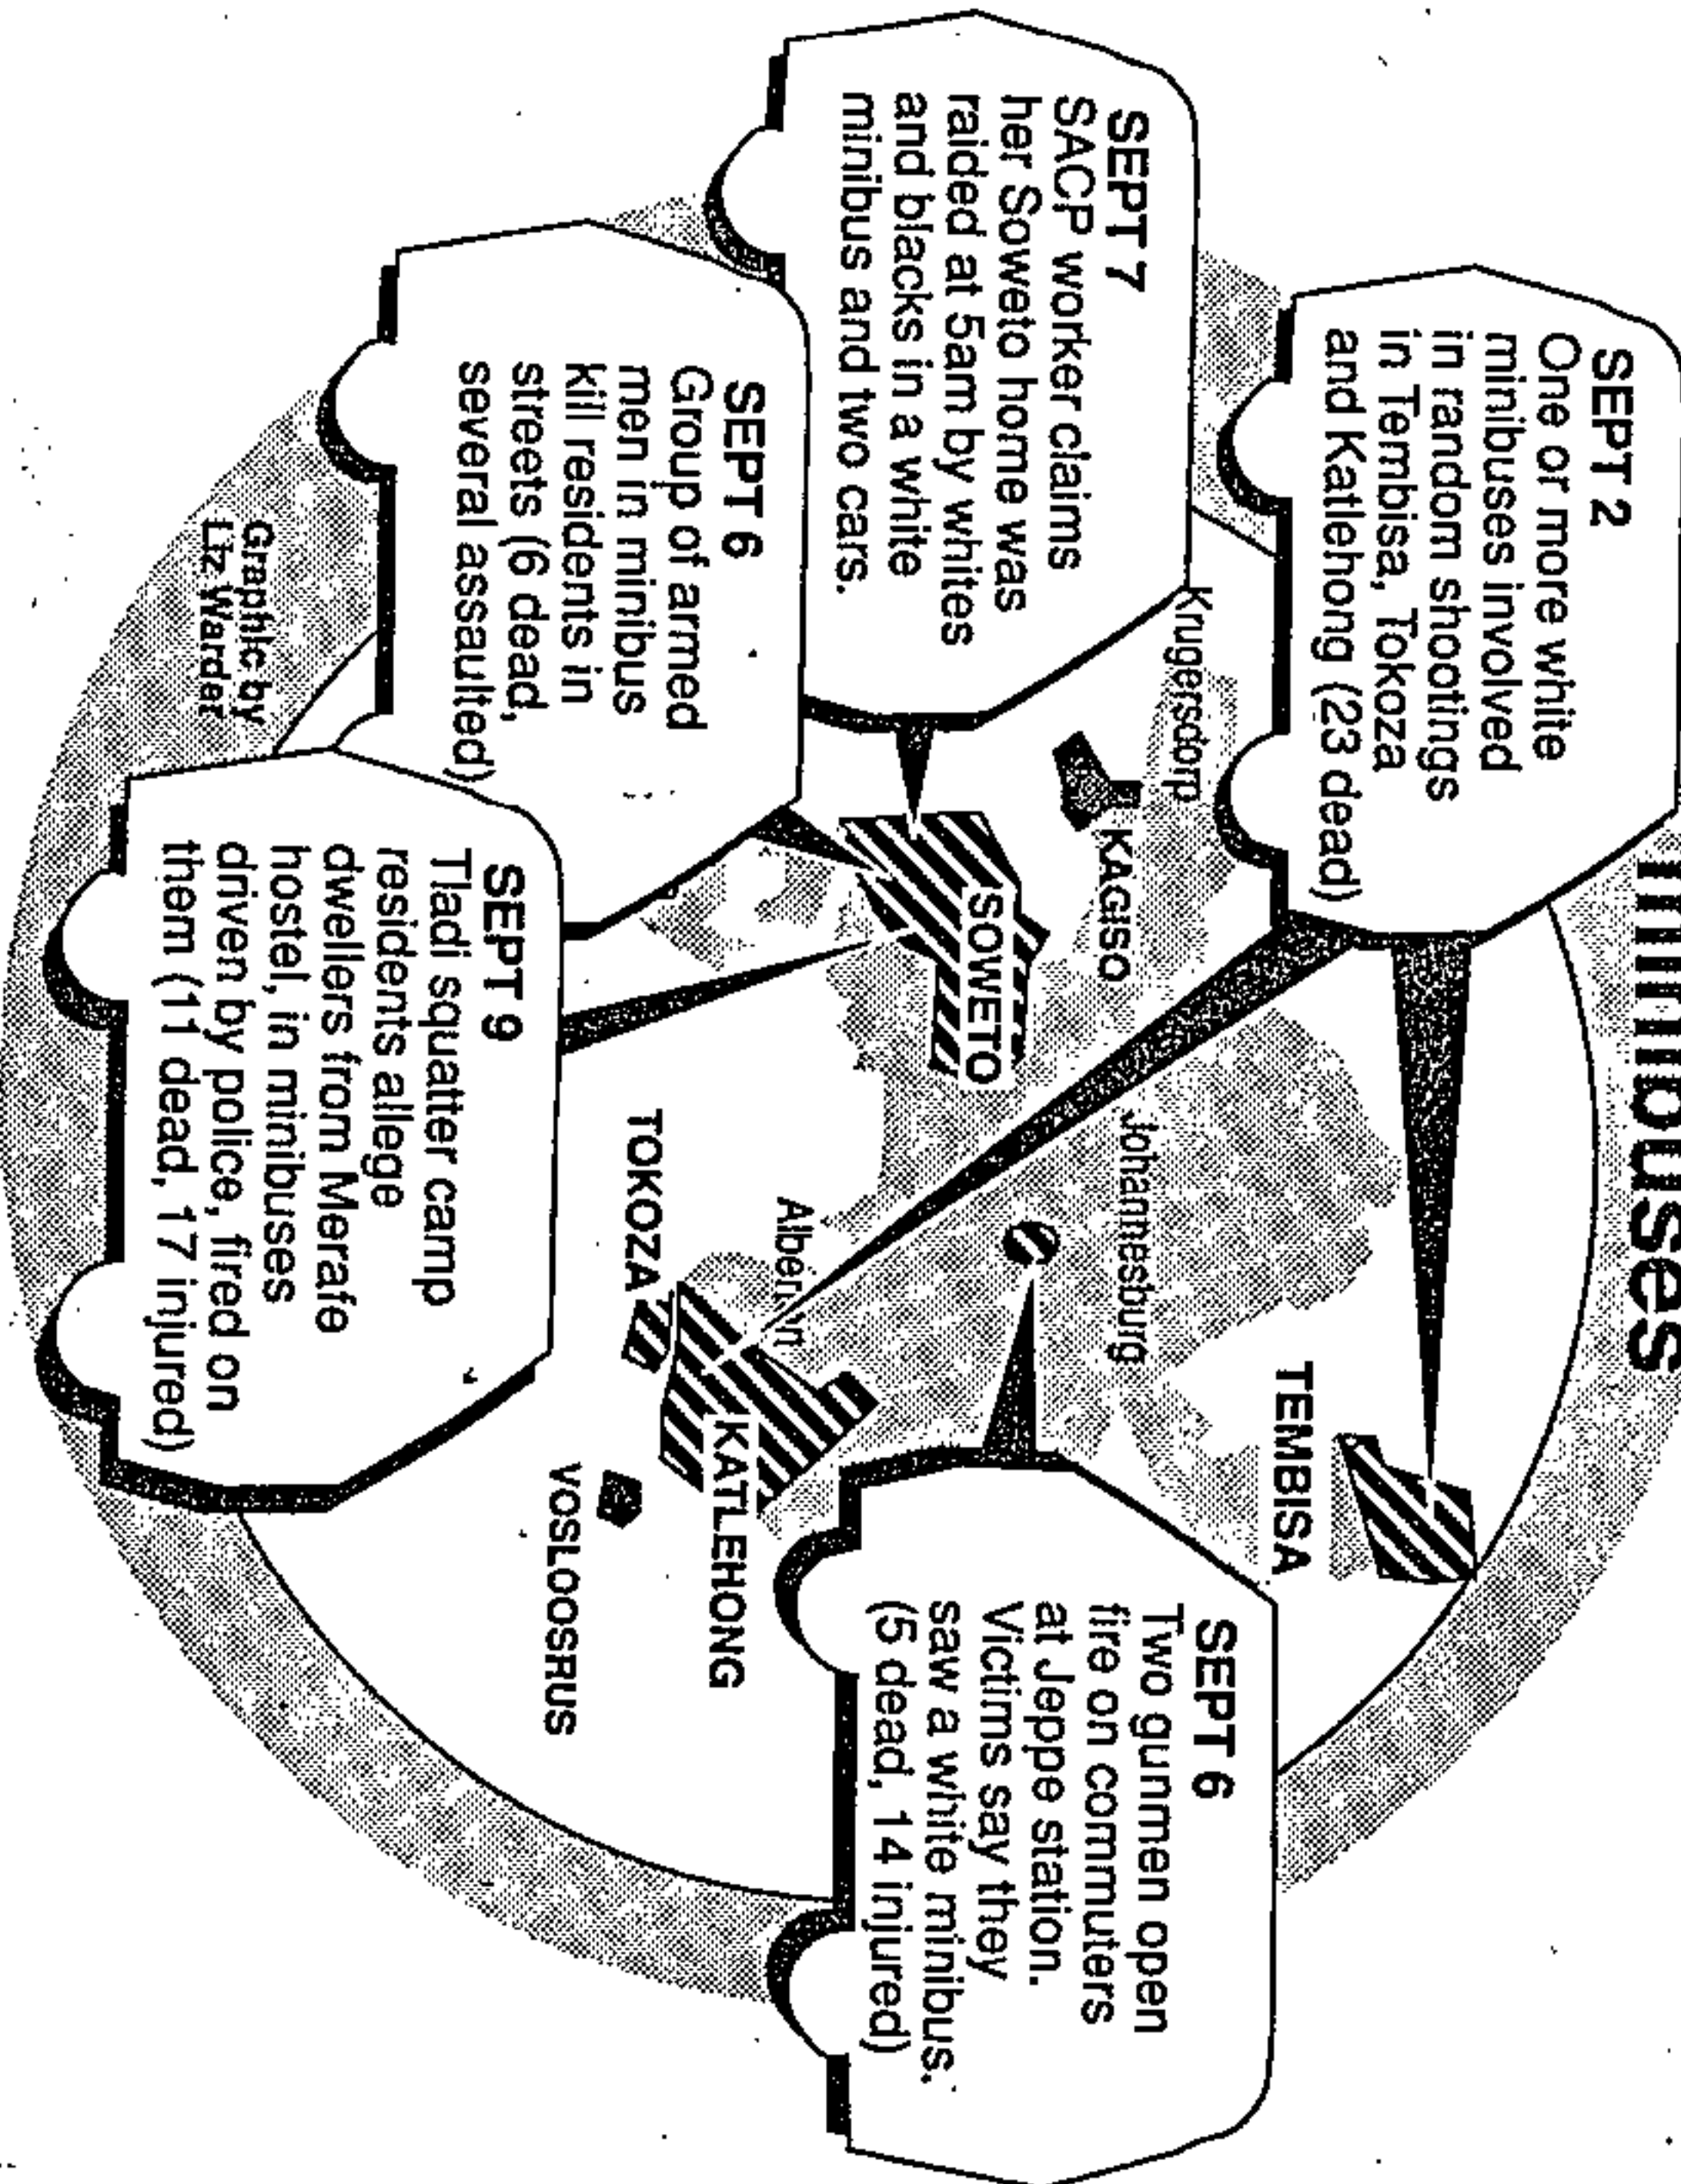 minibuses
SEPT 2
One or more white
minibuses involved
in random shootings
in Tembisa, Tokoza
and Katlehong (23 dead)
SEPT 7
SACP worker claims
her Soweto home was
raided at 5am by whites
and blacks in a white
minibus and two cars.
SEPT 6
Group of armed
men in minibus
kill residents in
streets (6 dead,
several assaulted)
SEPT 9
Tladi squatter camp
residents allege
dwellers from Merafe
hostel, in minibuses
driven by police, fired on
them (11 dead, 17 injured)
SEPT 6
Two gunmen open
fire on commuters
at Jeppe station.
Victims say they
saw a white minibus.
(5 dead, 14 injured)
Krugersdorp
KAGISO
SOWETO
Johannesburg
TEMBISA
Alberton
TOKOZA
KATLEHONG
VOSLOOSRUS
Graphic by
Liz Warder